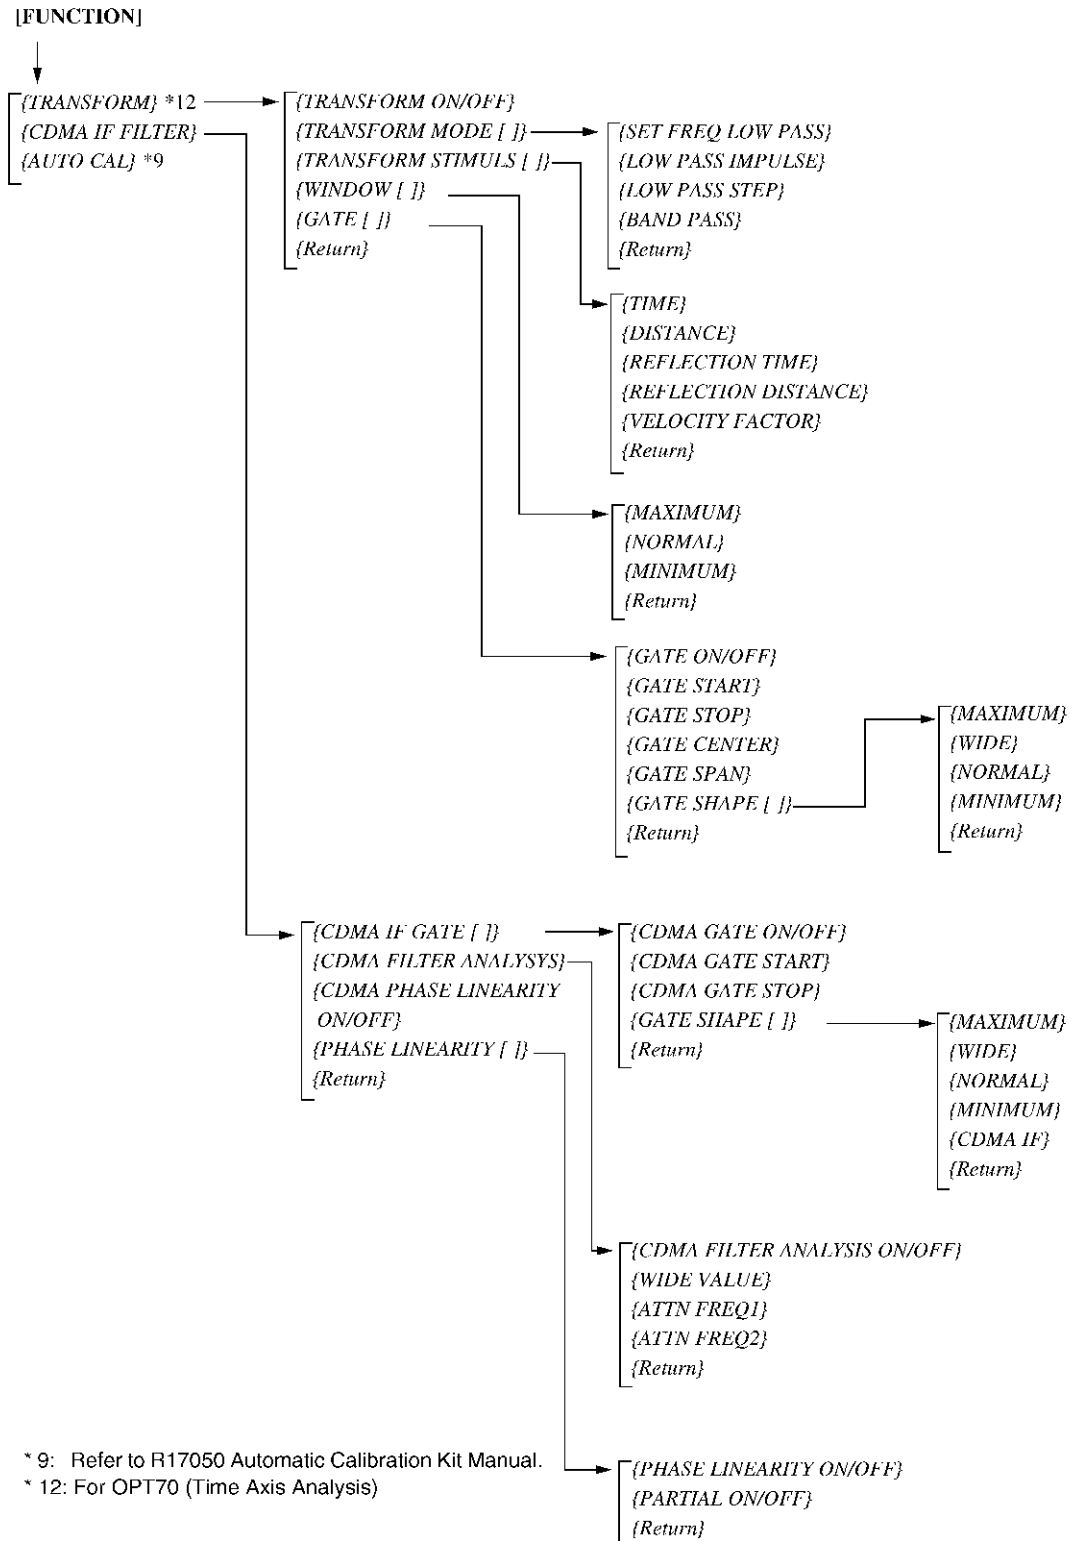 [FUNCTION]
{TRANSFORM} *12
{CDMA IF FILTER}
{AUTO CAL} *9
{TRANSFORM ON/OFF}
{TRANSFORM MODE [ ]}
{TRANSFORM STIMULS [ ]}
{WINDOW [ ]}
{GATE [ ]}
{Return}
{SET FREQ LOW PASS}
{LOW PASS IMPULSE}
{LOW PASS STEP}
{BAND PASS}
{Return}
{TIME}
{DISTANCE}
{REFLECTION TIME}
{REFLECTION DISTANCE}
{VELOCITY FACTOR}
{Return}
{MAXIMUM}
{NORMAL}
{MINIMUM}
{Return}
{GATE ON/OFF}
{GATE START}
{GATE STOP}
{GATE CENTER}
{GATE SPAN}
{GATE SHAPE [ ]}
{Return}
{MAXIMUM}
{WIDE}
{NORMAL}
{MINIMUM}
{Return}
{CDMA IF GATE [ ]}
{CDMA FILTER ANALYSYS}
{CDMA PHASE LINEARITY
ON/OFF}
{PHASE LINEARITY [ ]}
{Return}
{CDMA GATE ON/OFF}
{CDMA GATE START}
{CDMA GATE STOP}
{GATE SHAPE [ ]}
{Return}
{MAXIMUM}
{WIDE}
{NORMAL}
{MINIMUM}
{CDMA IF}
{Return}
{CDMA FILTER ANALYSIS ON/OFF}
{WIDE VALUE}
{ATTN FREQ1}
{ATTN FREQ2}
{Return}
{PHASE LINEARITY ON/OFF}
{PARTIAL ON/OFF}
{Return}
* 9: Refer to R17050 Automatic Calibration Kit Manual.
* 12: For OPT70 (Time Axis Analysis)